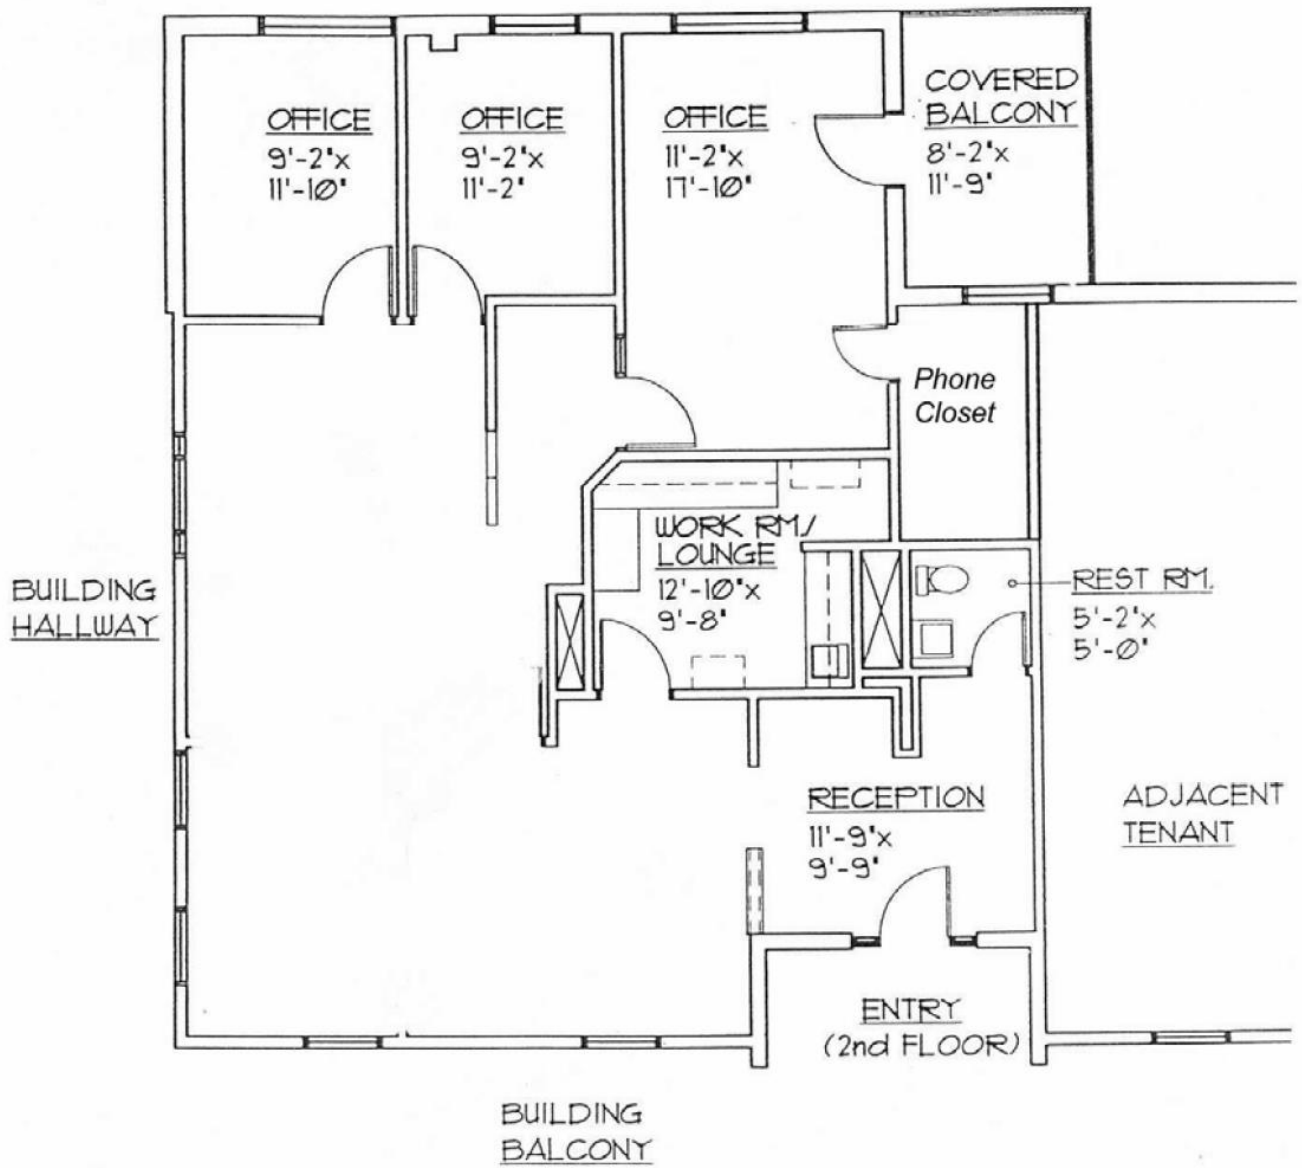 OFFICE
9'-2"x
11'-10"
OFFICE
9'-2"x
11'-2"
OFFICE
11'-2"x
17'-10"
COVERED
BALCONY
8'-2"x
11'-9"
Phone
Closet
WORK RM./
LOUNGE
12'-10"x
9'-8"
BUILDING
HALLWAY
REST RM.
5'-2"x
5'-0"
RECEPTION
11'-9"x
9'-9"
ADJACENT
TENANT
ENTRY
(2nd FLOOR)
BUILDING
BALCONY